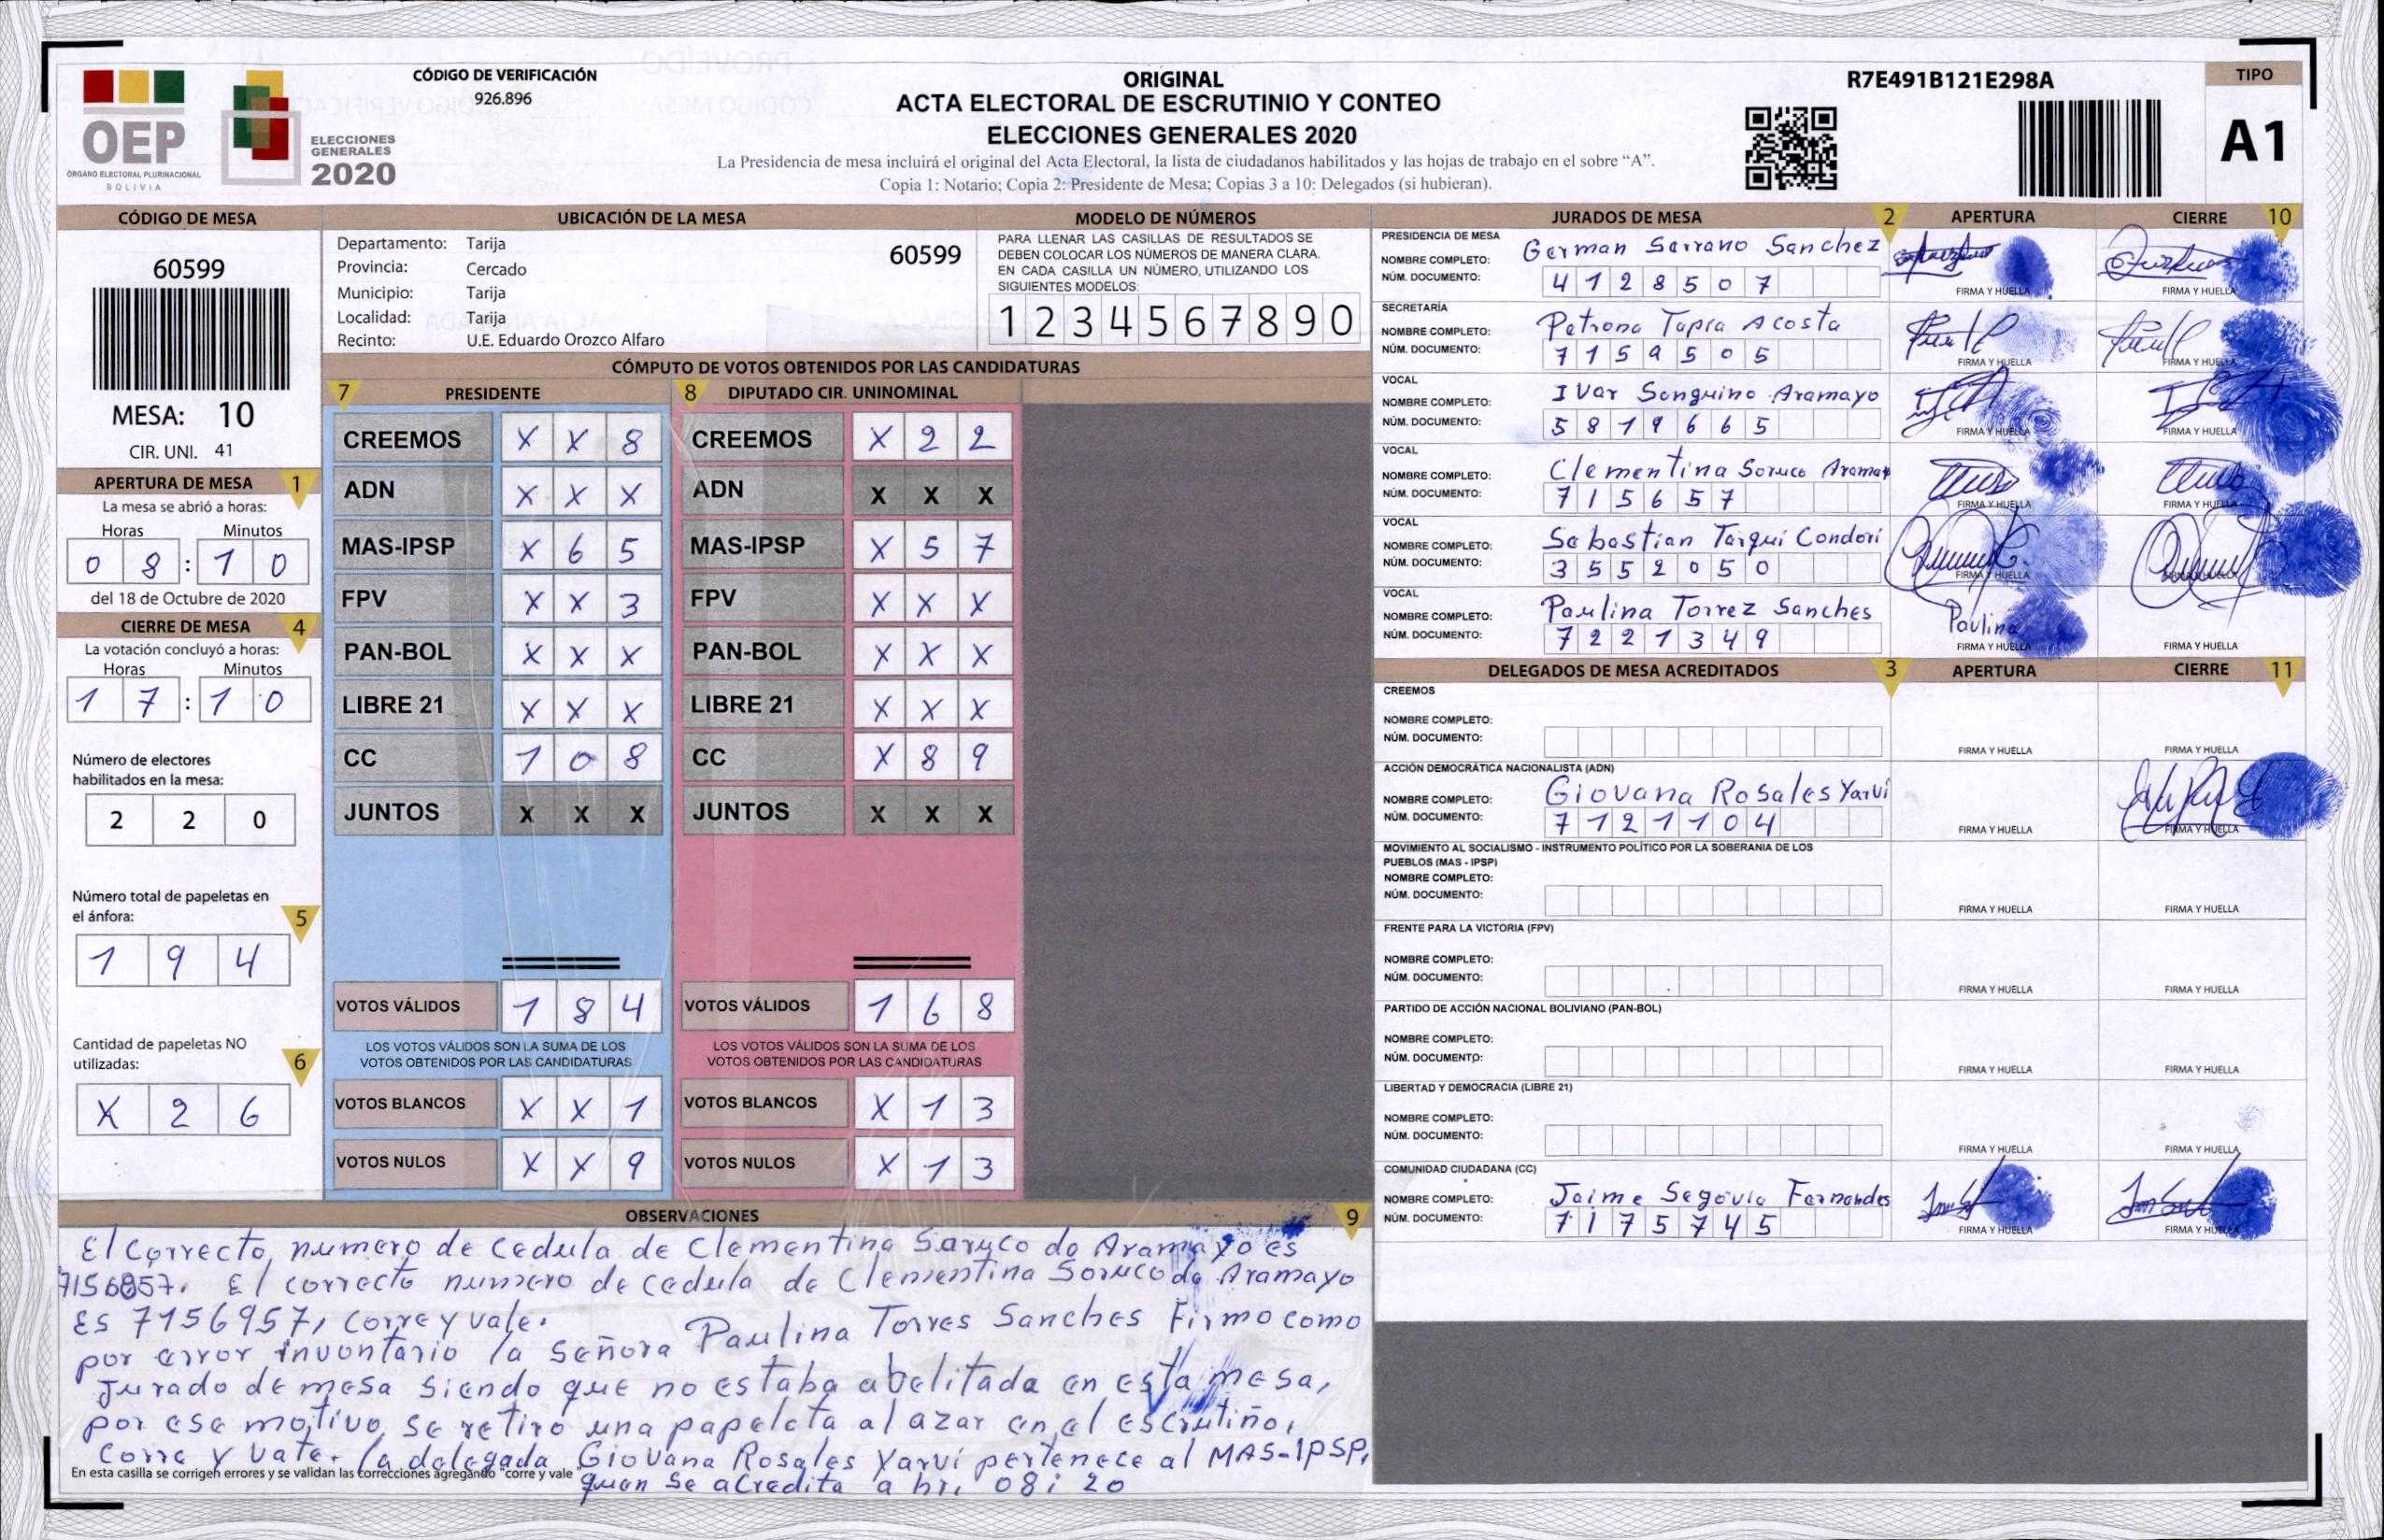 OEP
ÓRGANO ELECTORAL PLURINACIONAL
BOLIVIA
ELECCIONES
GENERALES
2020
CÓDIGO DE VERIFICACIÓN
926.896
ORIGINAL
ACTA ELECTORAL DE ESCRUTINIO Y CONTEO
ELECCIONES GENERALES 2020
La Presidencia de mesa incluirá el original del Acta Electoral, la lista de ciudadanos habilitados y las hojas de trabajo en el sobre “A”.
Copia 1: Notario; Copia 2: Presidente de Mesa; Copias 3 a 10: Delegados (si hubieran).
R7E491B121E298A
TIPO
A1
CÓDIGO DE MESA
60599
MESA: 10
CIR. UNI. 41
APERTURA DE MESA 1
La mesa se abrió a horas:
Horas Minutos
0 8 : 1 0
del 18 de Octubre de 2020
CIERRE DE MESA 4
La votación concluyó a horas:
Horas Minutos
1 7 : 1 0
Número de electores
habilitados en la mesa:
2 2 0
Número total de papeletas en
el ánfora: 5
1 9 4
Cantidad de papeletas NO
utilizadas: 6
X 2 6
UBICACIÓN DE LA MESA
Departamento: Tarija 60599
Provincia: Cercado
Municipio: Tarija
Localidad: Tarija
Recinto: U.E. Eduardo Orozco Alfaro
MODELO DE NÚMEROS
PARA LLENAR LAS CASILLAS DE RESULTADOS SE
DEBEN COLOCAR LOS NÚMEROS DE MANERA CLARA.
EN CADA CASILLA UN NÚMERO, UTILIZANDO LOS
SIGUIENTES MODELOS:
1 2 3 4 5 6 7 8 9 0
CÓMPUTO DE VOTOS OBTENIDOS POR LAS CANDIDATURAS
7 PRESIDENTE 8 DIPUTADO CIR. UNINOMINAL
CREEMOS X X 8 CREEMOS X 2 2
ADN X X X ADN X X X
MAS-IPSP X 6 5 MAS-IPSP X 5 7
FPV X X 3 FPV X X X
PAN-BOL X X X PAN-BOL X X X
LIBRE 21 X X X LIBRE 21 X X X
CC 1 0 8 CC X 8 9
JUNTOS X X X JUNTOS X X X
VOTOS VÁLIDOS 1 8 4 VOTOS VÁLIDOS 1 6 8
LOS VOTOS VÁLIDOS SON LA SUMA DE LOS LOS VOTOS VÁLIDOS SON LA SUMA DE LOS
VOTOS OBTENIDOS POR LAS CANDIDATURAS VOTOS OBTENIDOS POR LAS CANDIDATURAS
VOTOS BLANCOS X X 1 VOTOS BLANCOS X 1 3
VOTOS NULOS X X 9 VOTOS NULOS X 1 3
JURADOS DE MESA 2 APERTURA CIERRE 10
PRESIDENCIA DE MESA
NOMBRE COMPLETO: German Serrano Sanchez
NÚM. DOCUMENTO: 4 1 2 8 5 0 7
FIRMA Y HUELLA FIRMA Y HUELLA
SECRETARÍA
NOMBRE COMPLETO: Petrona Tapia Acosta
NÚM. DOCUMENTO: 7 1 5 9 5 0 5
FIRMA Y HUELLA FIRMA Y HUELLA
VOCAL
NOMBRE COMPLETO: Ivar Sanguino Aramayo
NÚM. DOCUMENTO: 5 8 1 9 6 6 5
FIRMA Y HUELLA FIRMA Y HUELLA
VOCAL
NOMBRE COMPLETO: Clementina Soruco Aramay
NÚM. DOCUMENTO: 7 1 5 6 5 7
FIRMA Y HUELLA FIRMA Y HUELLA
VOCAL
NOMBRE COMPLETO: Sebastian Tarqui Condori
NÚM. DOCUMENTO: 3 5 5 2 0 5 0
FIRMA Y HUELLA FIRMA Y HUELLA
VOCAL
NOMBRE COMPLETO: Paulina Torrez Sanches
NÚM. DOCUMENTO: 7 2 2 1 3 4 9
Paulina
FIRMA Y HUELLA FIRMA Y HUELLA
DELEGADOS DE MESA ACREDITADOS 3 APERTURA CIERRE 11
CREEMOS
NOMBRE COMPLETO:
NÚM. DOCUMENTO:
FIRMA Y HUELLA FIRMA Y HUELLA
ACCIÓN DEMOCRÁTICA NACIONALISTA (ADN)
NOMBRE COMPLETO: Giovana Rosales Yarvi
NÚM. DOCUMENTO: 7 1 2 1 1 0 4
FIRMA Y HUELLA FIRMA Y HUELLA
MOVIMIENTO AL SOCIALISMO - INSTRUMENTO POLÍTICO POR LA SOBERANIA DE LOS
PUEBLOS (MAS - IPSP)
NOMBRE COMPLETO:
NÚM. DOCUMENTO:
FIRMA Y HUELLA FIRMA Y HUELLA
FRENTE PARA LA VICTORIA (FPV)
NOMBRE COMPLETO:
NÚM. DOCUMENTO:
FIRMA Y HUELLA FIRMA Y HUELLA
PARTIDO DE ACCIÓN NACIONAL BOLIVIANO (PAN-BOL)
NOMBRE COMPLETO:
NÚM. DOCUMENTO:
FIRMA Y HUELLA FIRMA Y HUELLA
LIBERTAD Y DEMOCRACIA (LIBRE 21)
NOMBRE COMPLETO:
NÚM. DOCUMENTO:
FIRMA Y HUELLA FIRMA Y HUELLA
COMUNIDAD CIUDADANA (CC)
NOMBRE COMPLETO: Jaime Segovia Fernandes
NÚM. DOCUMENTO: 7 1 7 5 7 4 5
FIRMA Y HUELLA FIRMA Y HUELLA
OBSERVACIONES 9
El correcto numero de cedula de Clementina Saruco de Aramayo es
7156857. El correcto numero de cedula de Clementina Soruco de Aramayo
Es 7156957, corre y vale.
por error invontario la Señora Paulina Torres Sanches Firmo como
Jurado de mesa siendo que no estaba abelitada en esta mesa,
por ese motivo se retiro una papeleta al azar en el escrutiño,
Corre y Vale. la delegada Giovana Rosales Yarvi pertenece al MAS-IPSP,
quen se acredita a hr. 08:20
En esta casilla se corrigen errores y se validan las correcciones agregando "corre y vale